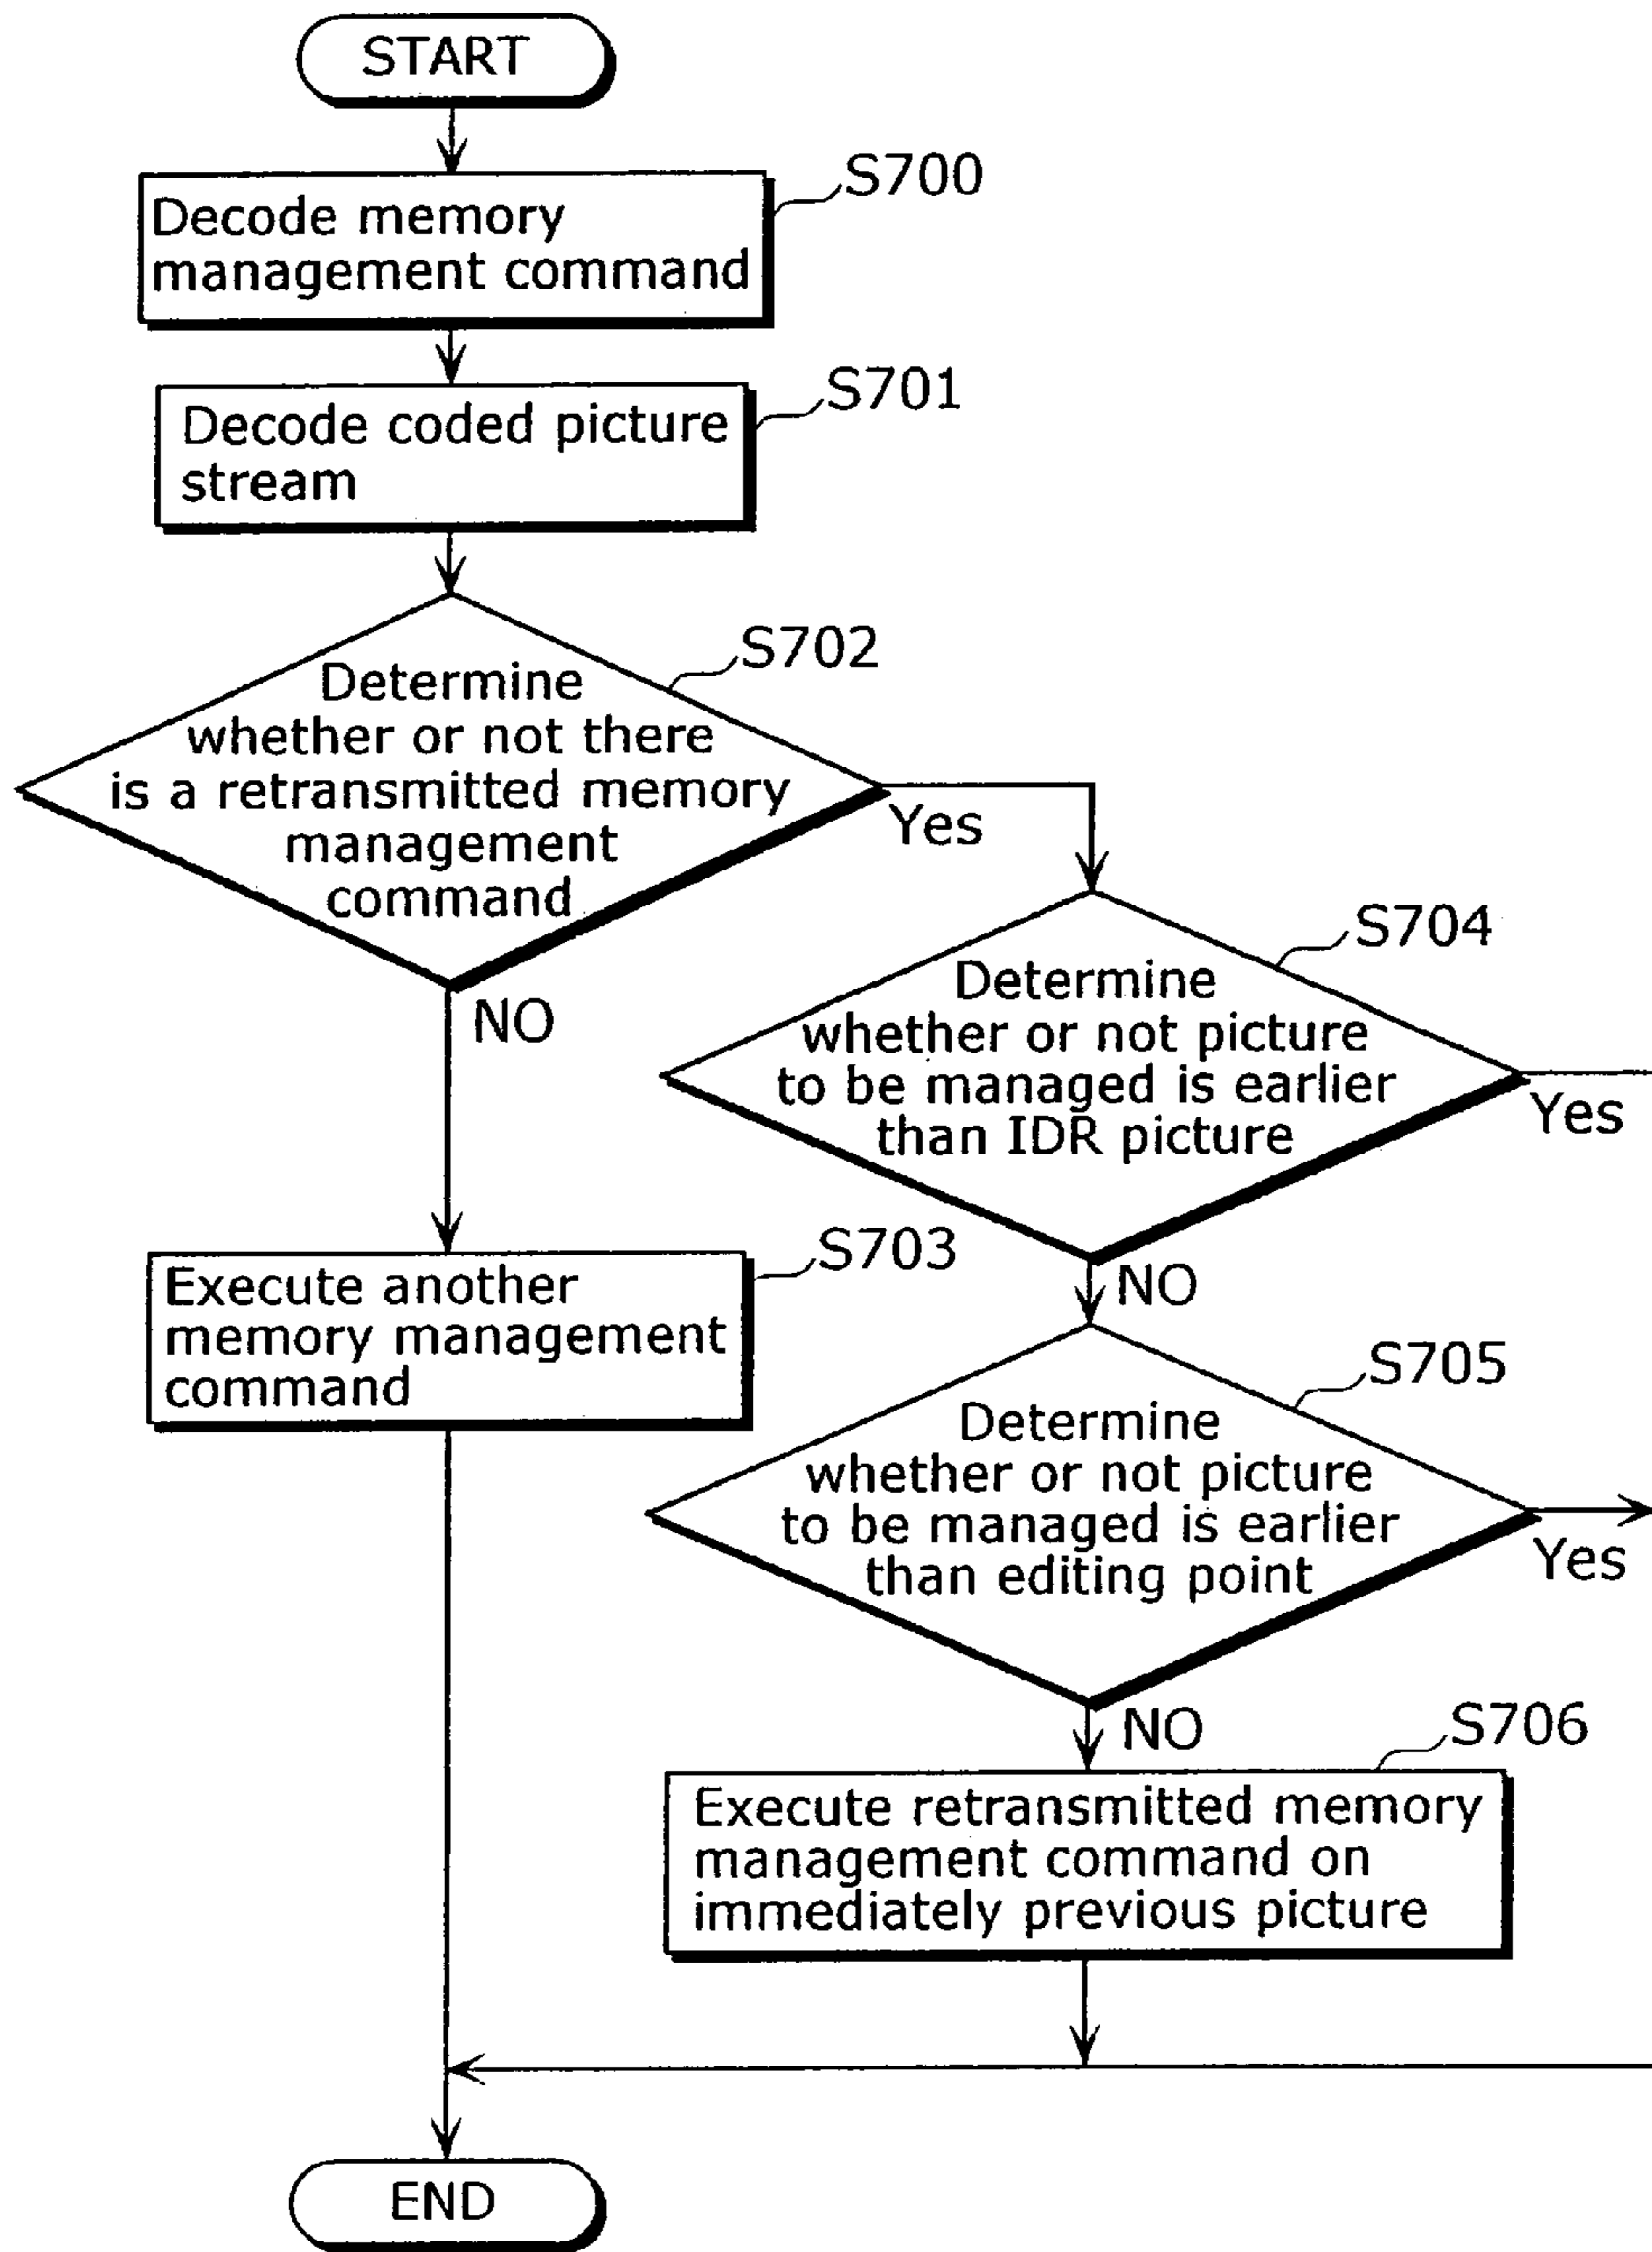 START
S700
Decode memory
management command
S701
Decode coded picture
stream
S702
Determine
whether or not there
is a retransmitted memory
management
command
Yes
NO
S704
Determine
whether or not picture
to be managed is earlier
than IDR picture
Yes
NO
S703
Execute another
memory management
command
S705
Determine
whether or not picture
to be managed is earlier
than editing point
Yes
NO
S706
Execute retransmitted memory
management command on
immediately previous picture
END